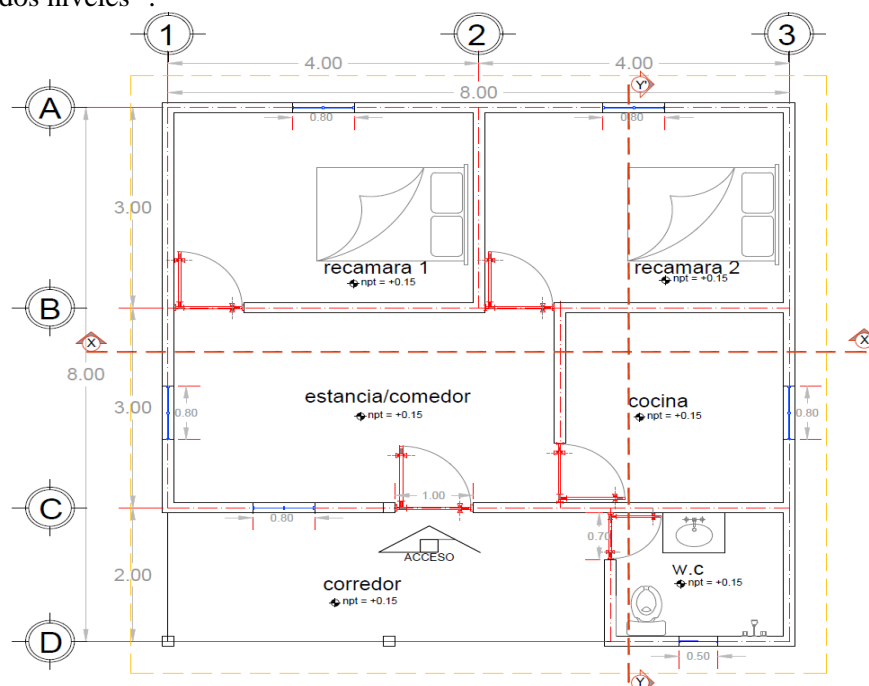 dos niveles".
1 2 3
4.00 4.00
8.00
Y'
A
0.80 0.80
3.00
recamara 1 recamara 2
npt = +0.15 npt = +0.15
B
X X
8.00
estancia/comedor cocina
npt = +0.15 npt = +0.15
3.00 0.80 0.80
1.00
C
0.80
0.70
ACCESO
w.c
npt = +0.15
2.00
corredor
npt = +0.15
D
0.50
Y'